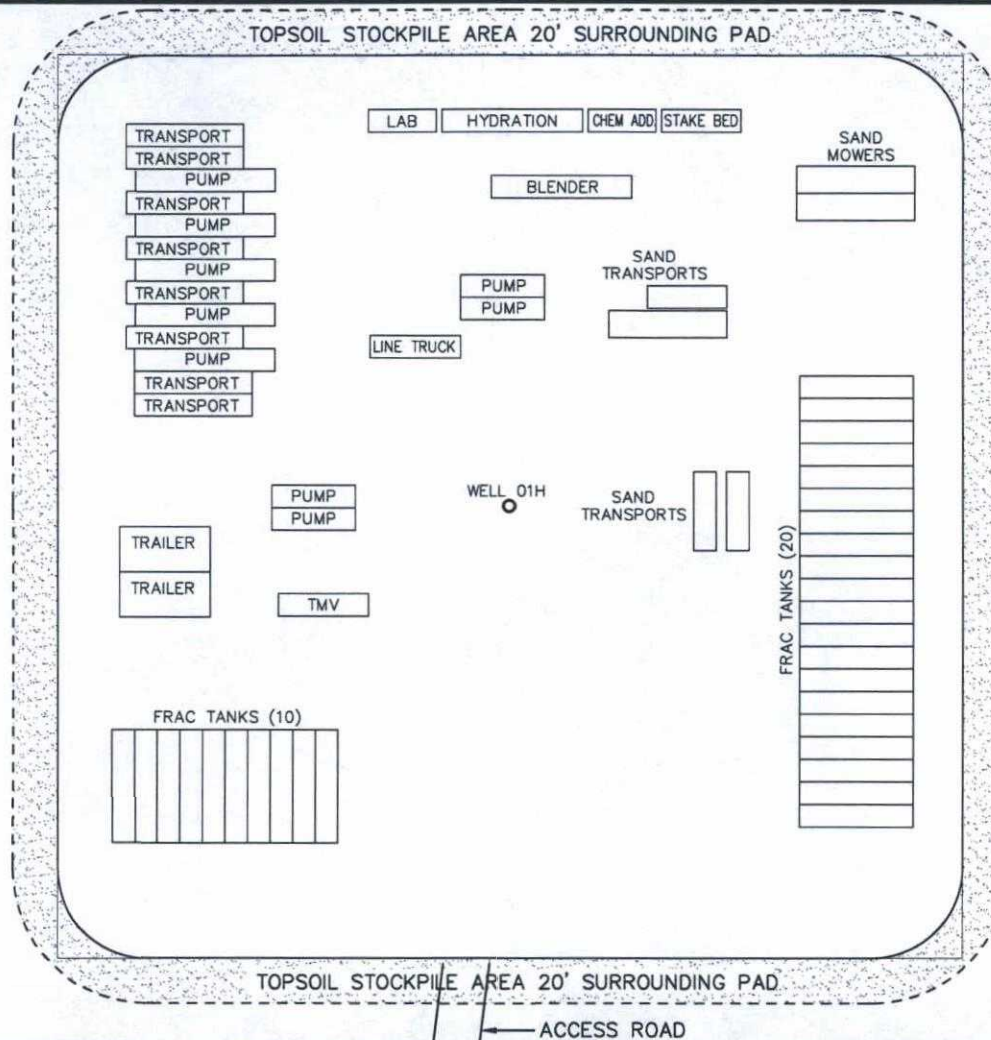 TOPSOIL STOCKPILE AREA 20' SURROUNDING PAD
LAB
HYDRATION
CHEM ADD
STAKE BED
TRANSPORT
TRANSPORT
PUMP
TRANSPORT
PUMP
TRANSPORT
PUMP
TRANSPORT
PUMP
TRANSPORT
PUMP
TRANSPORT
TRANSPORT
SAND
MOWERS
BLENDER
SAND
TRANSPORTS
PUMP
PUMP
LINE TRUCK
PUMP
PUMP
WELL 01H
SAND
TRANSPORTS
TRAILER
TRAILER
TMV
FRAC TANKS (20)
FRAC TANKS (10)
TOPSOIL STOCKPILE AREA 20' SURROUNDING PAD
ACCESS ROAD